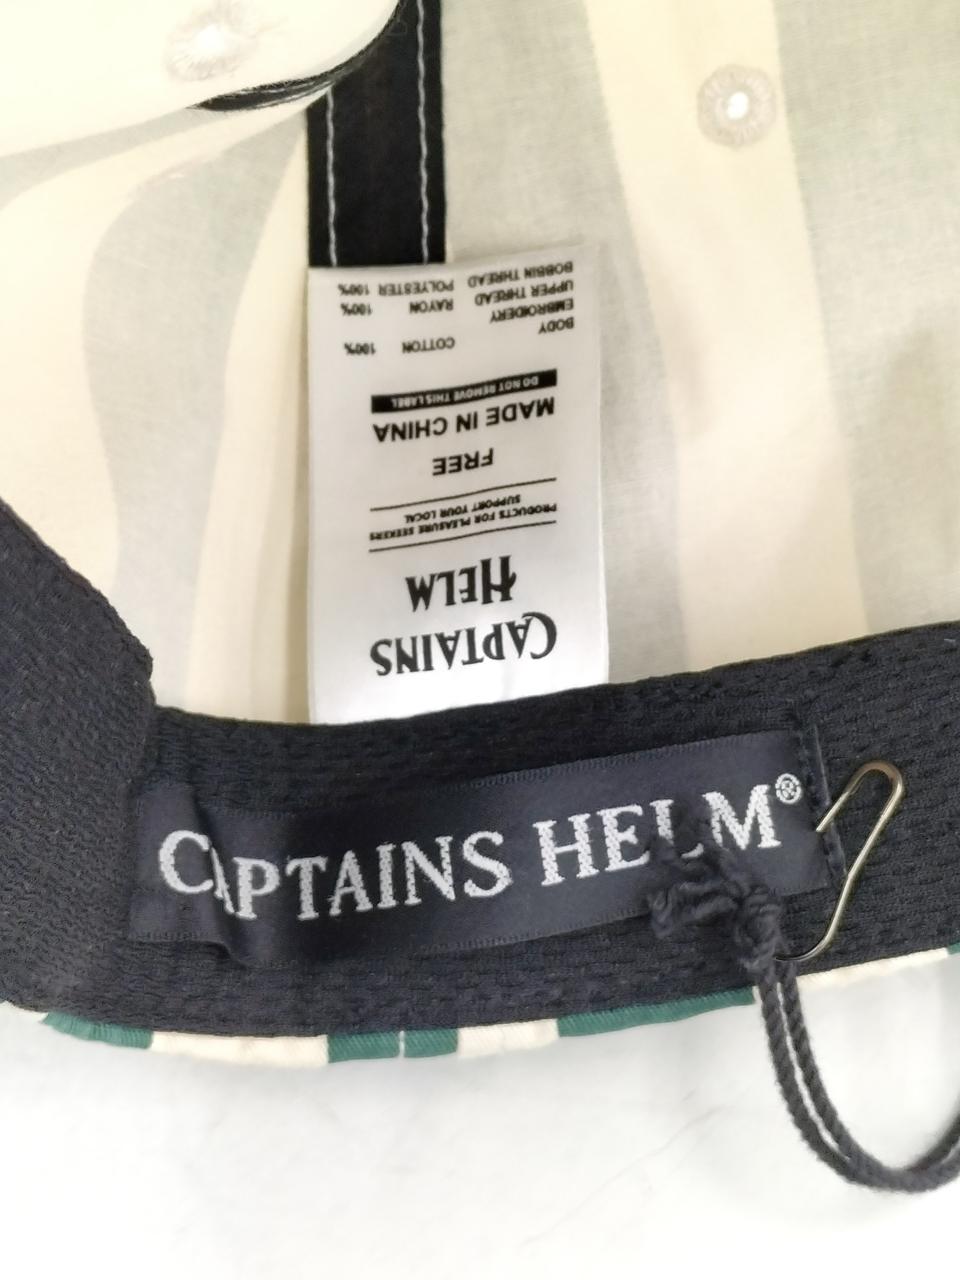 CAPTAINS
HELM
PRODUCTS FOR PLEASURE SEEKERS
SUPPORT YOUR LOCAL
FREE
MADE IN CHINA
DO NOT REMOVE THIS LABEL
BODY COTTON 100%
EMBROIDERY
UPPER THREAD RAYON 100%
BOBBIN THREAD POLYESTER 100%
CAPTAINS HELM®